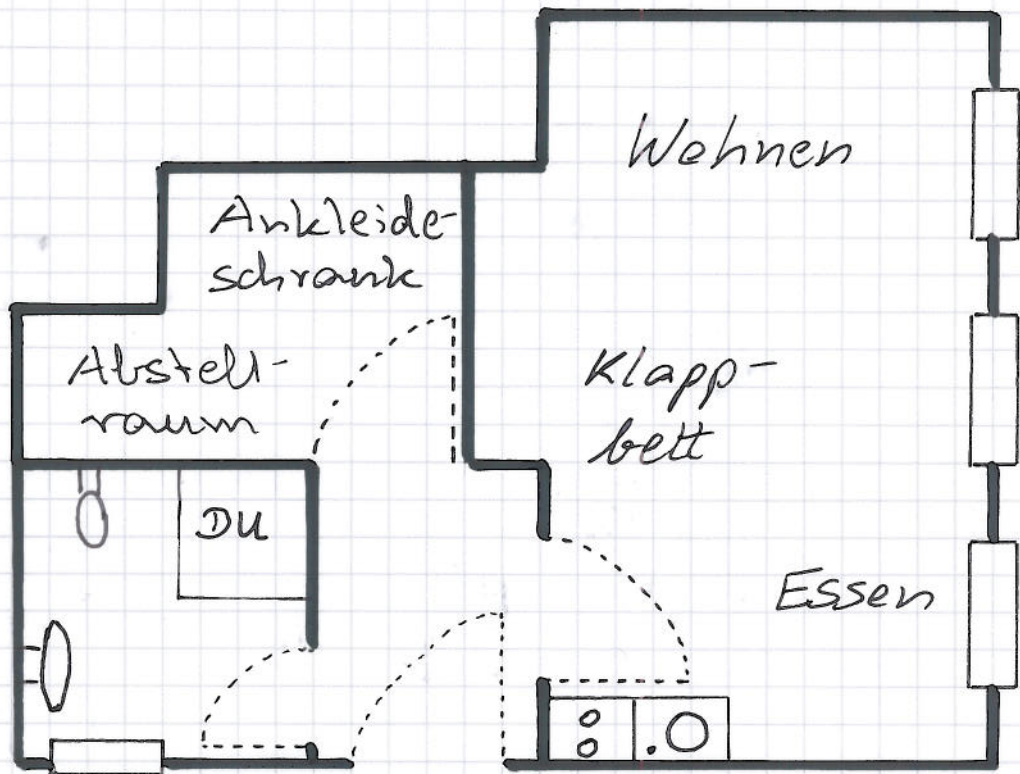 Wohnen
Ankleide-
schrank
Abstell-
raum
Klapp-
bett
DU
Essen